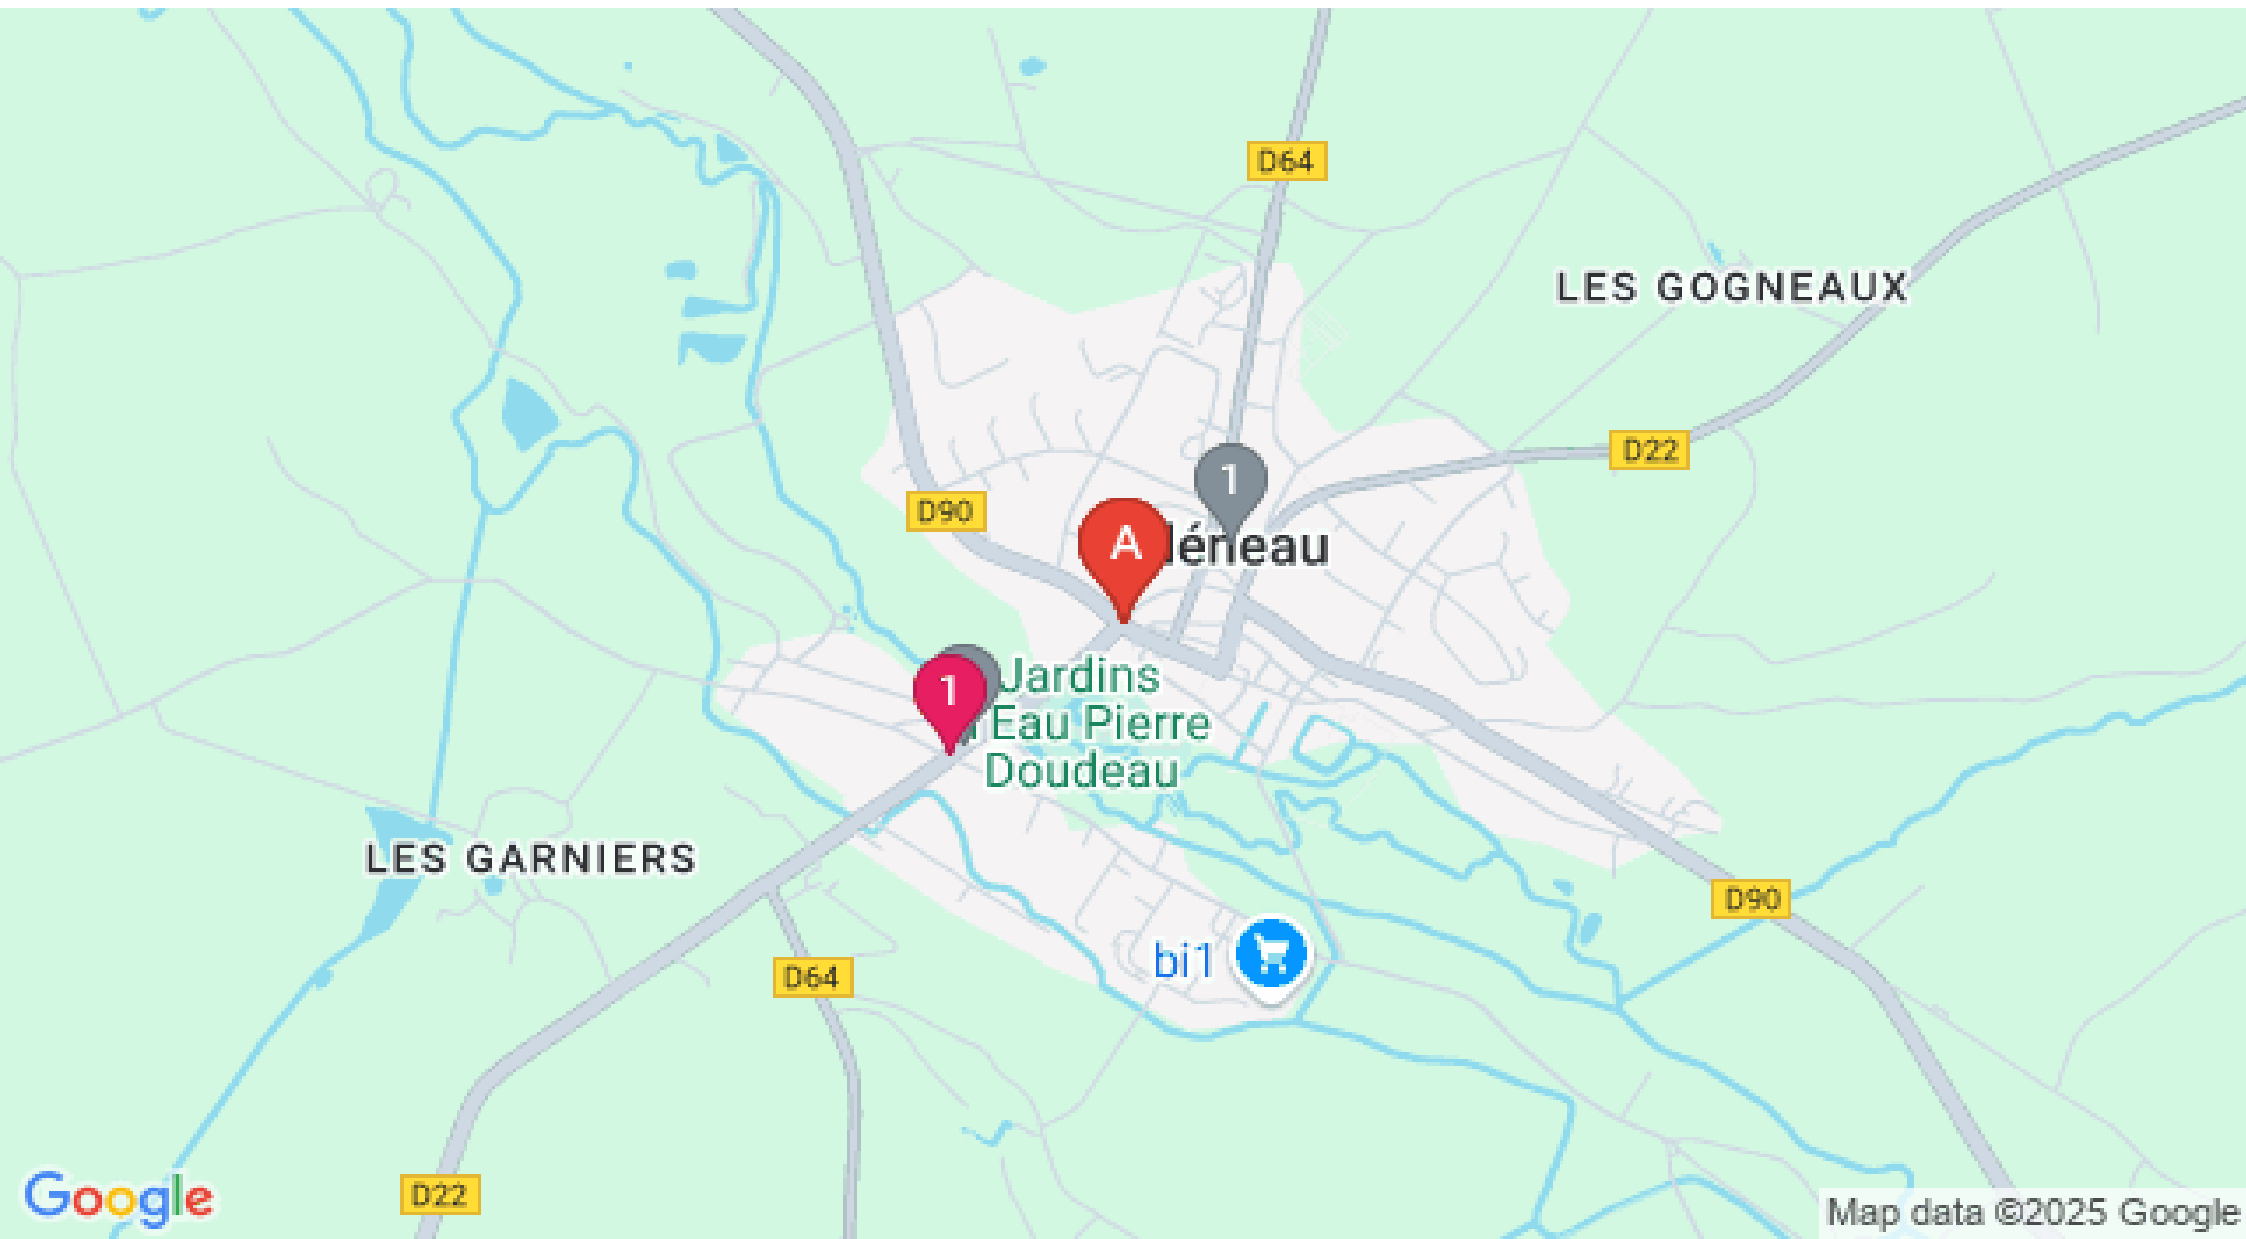 D64
LES GOGNEAUX
D22
1
D90
A
léneau
1
Jardins
l'Eau Pierre
Doudeau
LES GARNIERS
D90
bi1
D64
D22
Google
Map data ©2025 Google